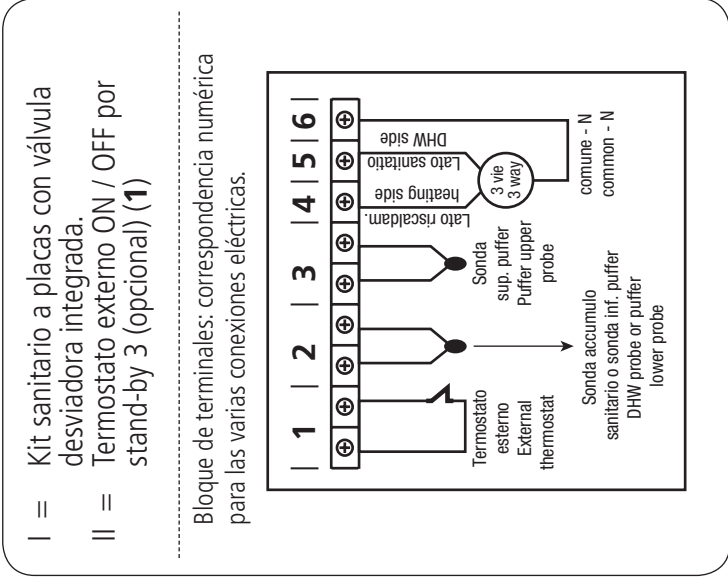 I = Kit sanitario a placas con válvula
desviadora integrada.
II = Termostato externo ON / OFF por
stand-by 3 (opcional) (1)
Bloque de terminales: correspondencia numérica
para las varias conexiones eléctricas.
1 2 3 4 5 6
Termostato
esterno
External
thermostat
Sonda accumulo
sanitario o sonda inf. puffer
DHW probe or puffer
lower probe
Sonda
sup. puffer
Puffer upper
probe
Lato riscaldam.
heating side
Lato sanitatio
DHW side
3 vie
3 way
comune - N
common - N